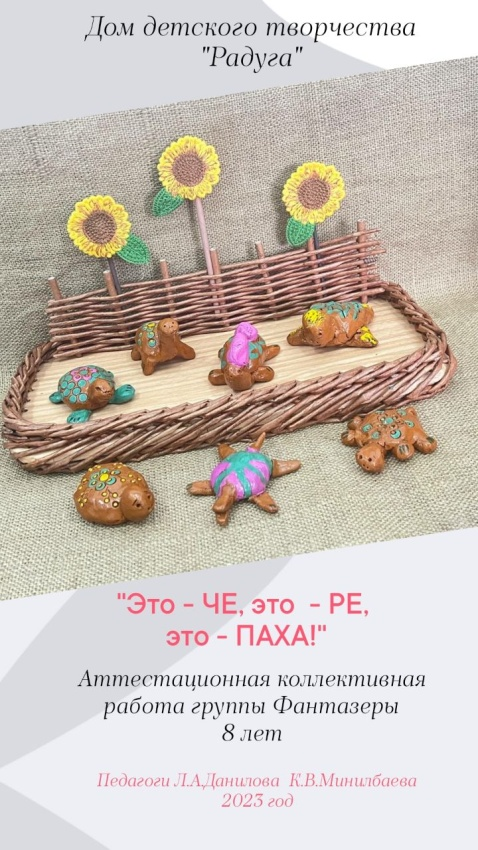 Дом детского творчества
"Радуга"
"Это - ЧЕ, это - РЕ,
это - ПАХА!"
Аттестационная коллективная
работа группы Фантазеры
8 лет
Педагоги Л.А,Данилова К.В.Минилбаева
2023 год